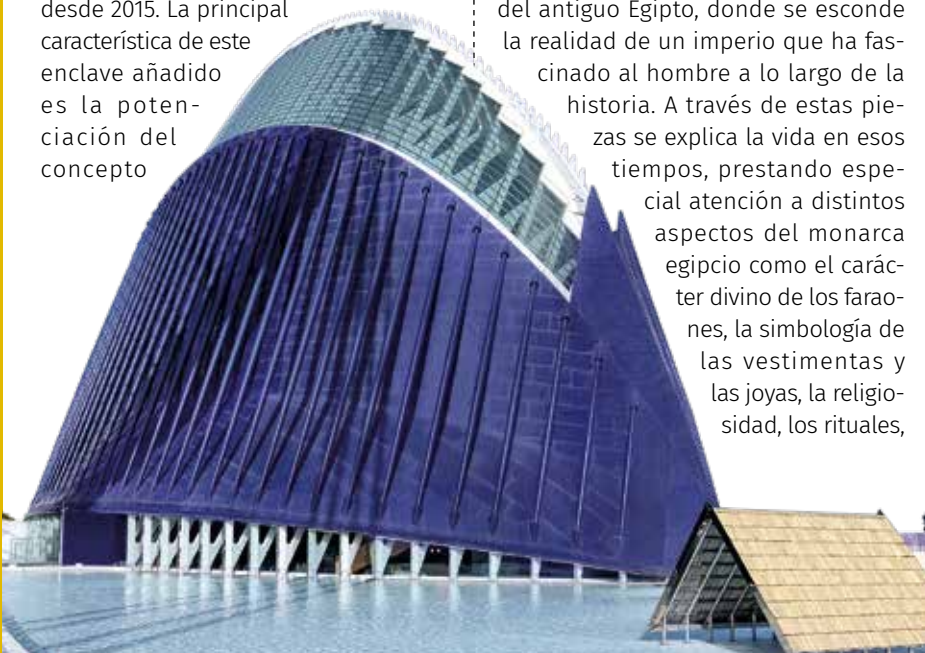 desde 2015. La principal
característica de este
enclave añadido
es la poten-
ciación del
concepto
del antiguo Egipto, donde se esconde
la realidad de un imperio que ha fas-
cinado al hombre a lo largo de la
historia. A través de estas pie-
zas se explica la vida en esos
tiempos, prestando espe-
cial atención a distintos
aspectos del monarca
egipcio como el carác-
ter divino de los farao-
nes, la simbología de
las vestimentas y
las joyas, la religio-
sidad, los rituales,